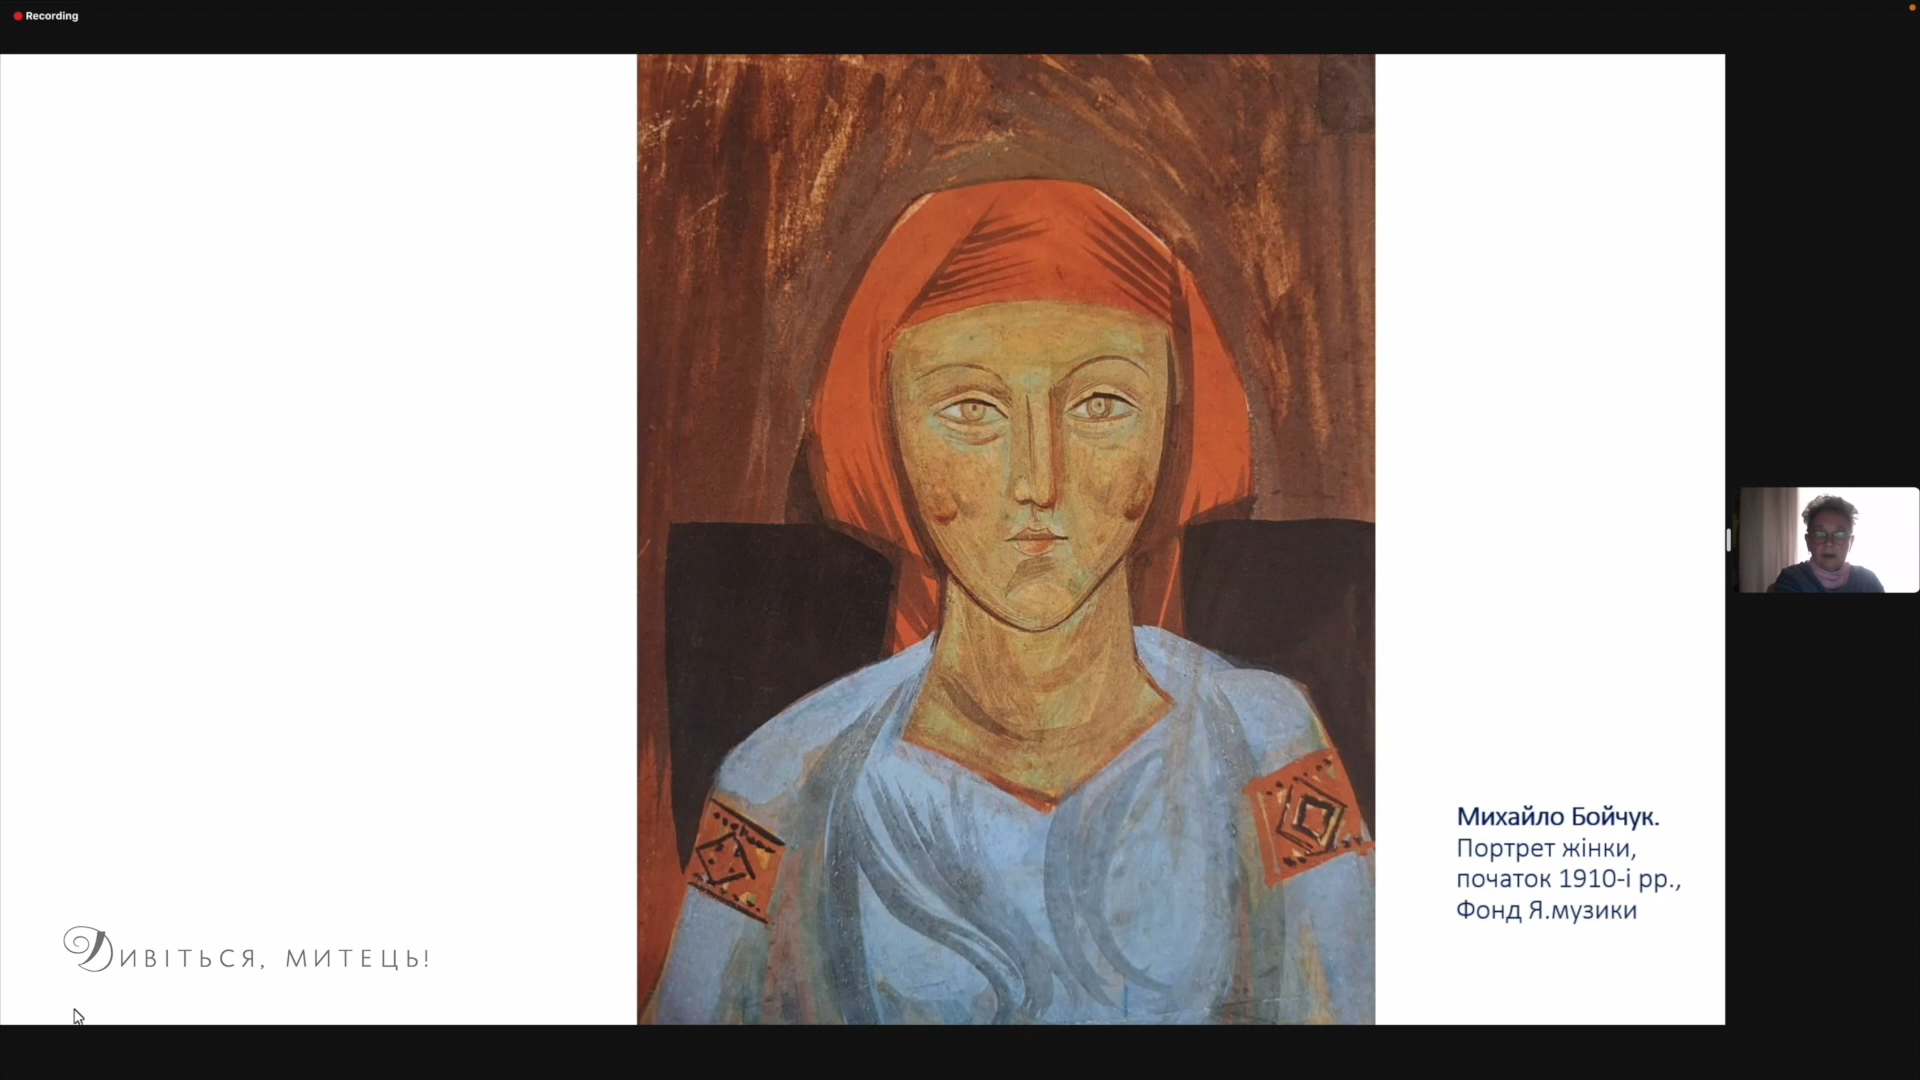 Recording
Михайло Бойчук.
Портрет жінки,
початок 1910-і рр.,
Фонд Я.музики
Дивіться, митець!